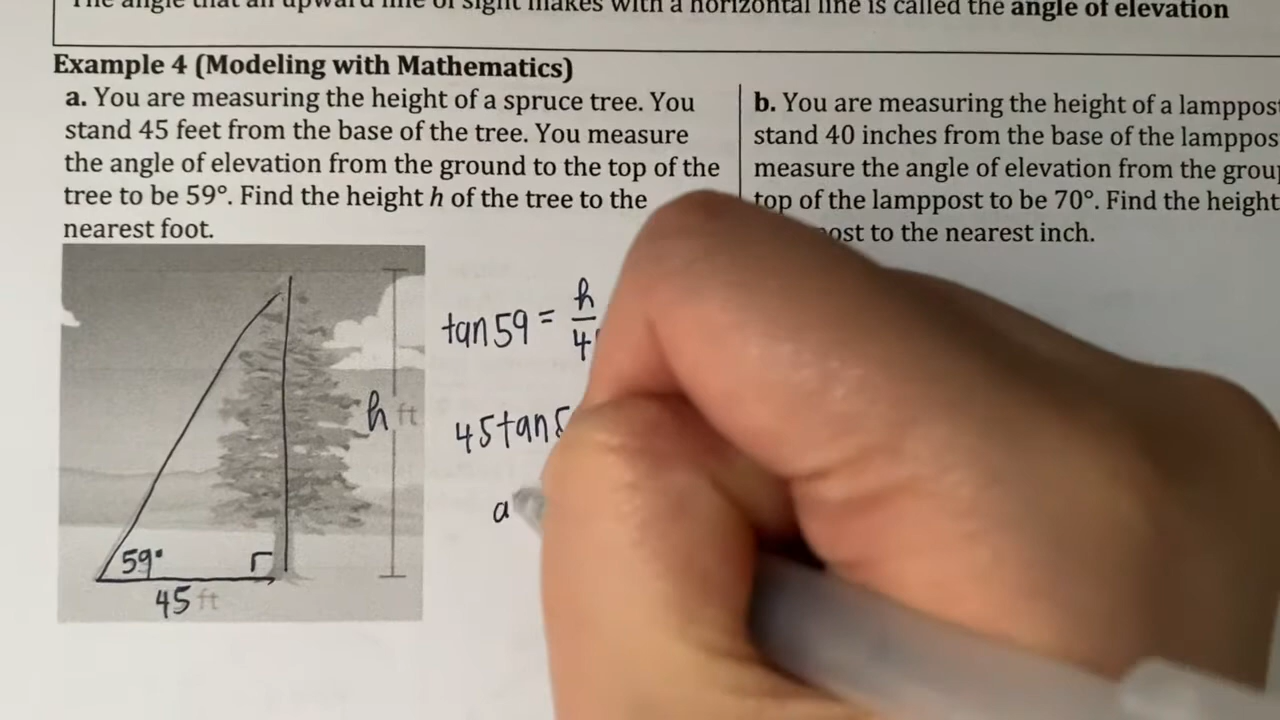 The angle that an upward line of sight makes with a horizontal line is called the angle of elevation
Example 4 (Modeling with Mathematics)
a. You are measuring the height of a spruce tree. You
stand 45 feet from the base of the tree. You measure
the angle of elevation from the ground to the top of the
tree to be 59°. Find the height h of the tree to the
nearest foot.
b. You are measuring the height of a
stand 40 inches from the base of the
measure the angle of elevation from the
top of the lamppost to be 70°. Find the height
to the nearest inch.
tan 59 = h
45 tan
a
h ft
59°
45 ft